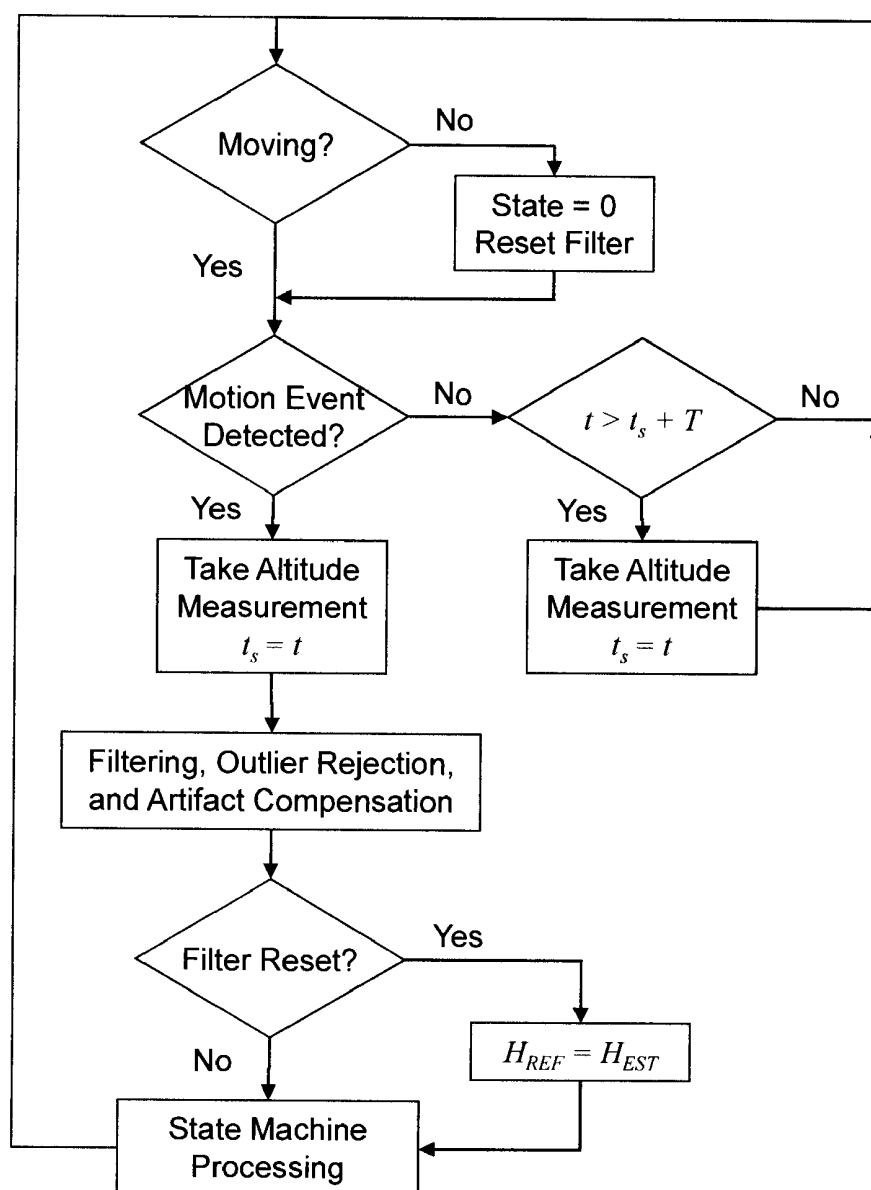 Moving?
No
State = 0
Reset Filter
Yes
Motion Event
Detected?
No
t > t_s + T
No
Yes
Take Altitude
Measurement
t_s = t
Yes
Take Altitude
Measurement
t_s = t
Filtering, Outlier Rejection,
and Artifact Compensation
Filter Reset?
Yes
H_REF = H_EST
No
State Machine
Processing